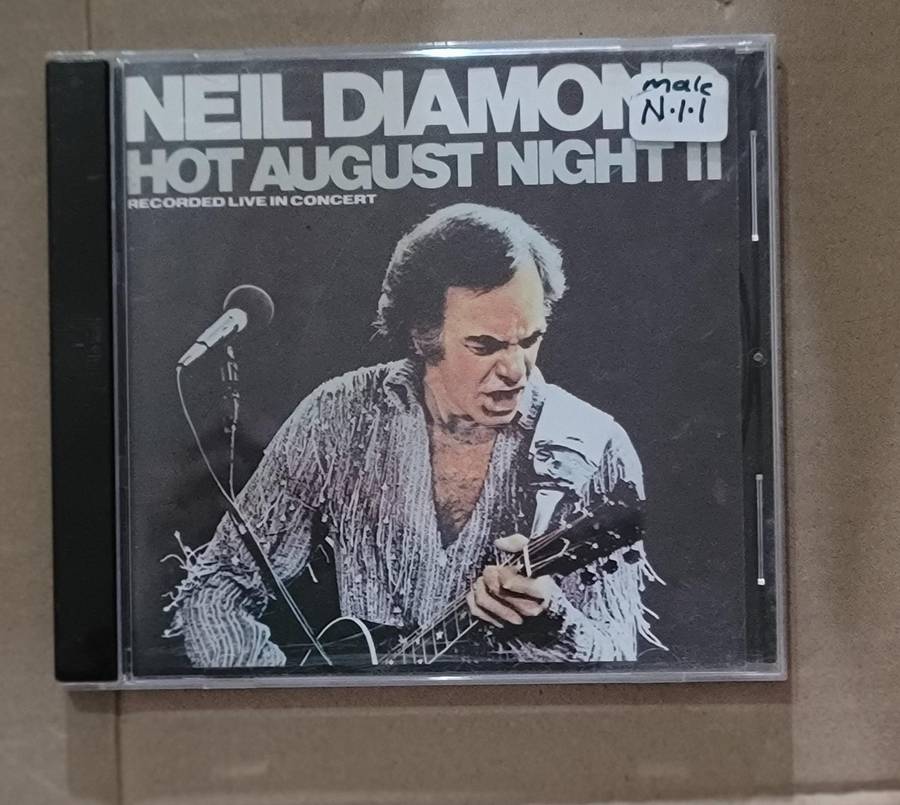 NEIL DIAMOND
male
N.1.1
HOT AUGUST NIGHT II
RECORDED LIVE IN CONCERT